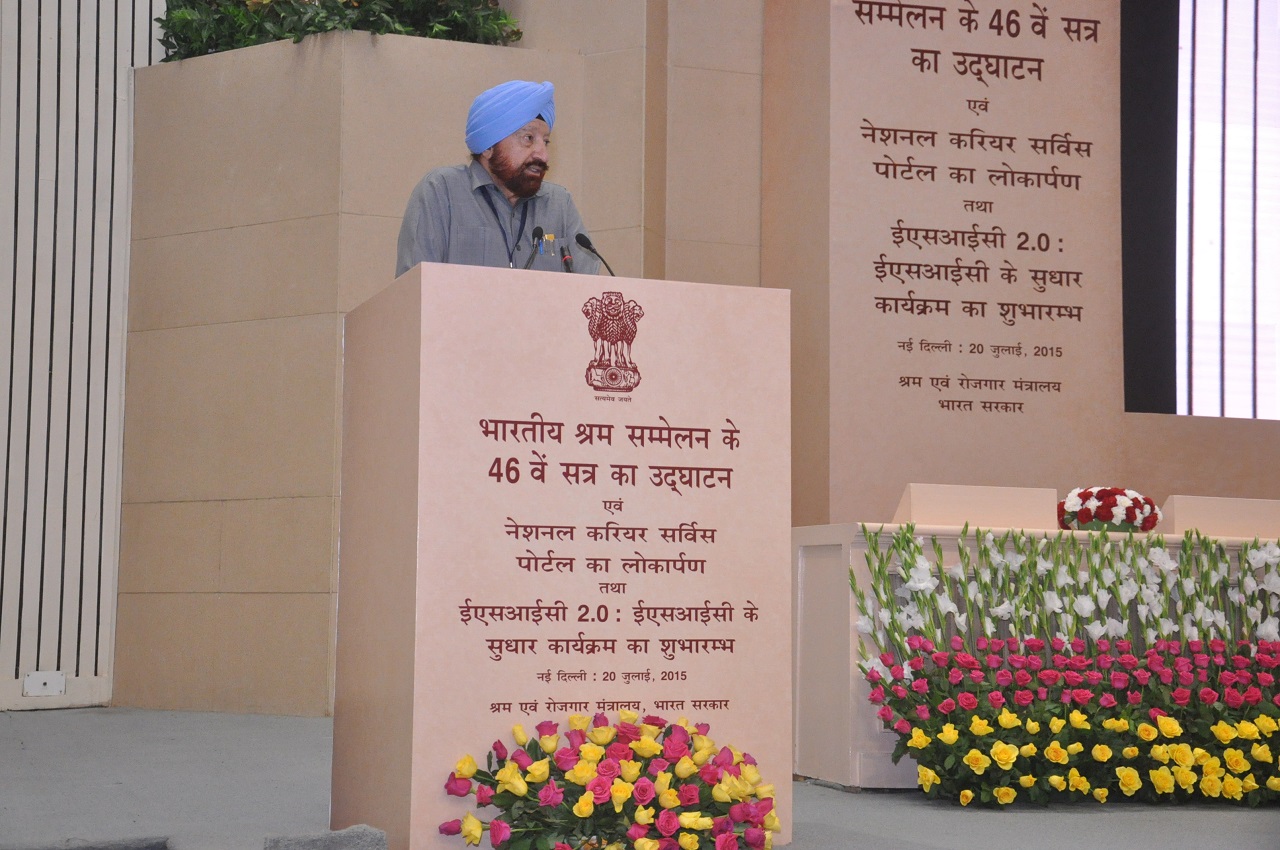 सत्यमेव जयते
भारतीय श्रम सम्मेलन के
46 वें सत्र का उद्घाटन
एवं
नेशनल करियर सर्विस
पोर्टल का लोकार्पण
तथा
ईएसआईसी 2.0 : ईएसआईसी के
सुधार कार्यक्रम का शुभारम्भ
नई दिल्ली : 20 जुलाई, 2015
श्रम एवं रोजगार मंत्रालय, भारत सरकार
सम्मेलन के 46 वें सत्र
का उद्घाटन
एवं
नेशनल करियर सर्विस
पोर्टल का लोकार्पण
तथा
ईएसआईसी 2.0 :
ईएसआईसी के सुधार
कार्यक्रम का शुभारम्भ
नई दिल्ली : 20 जुलाई, 2015
श्रम एवं रोजगार मंत्रालय
भारत सरकार